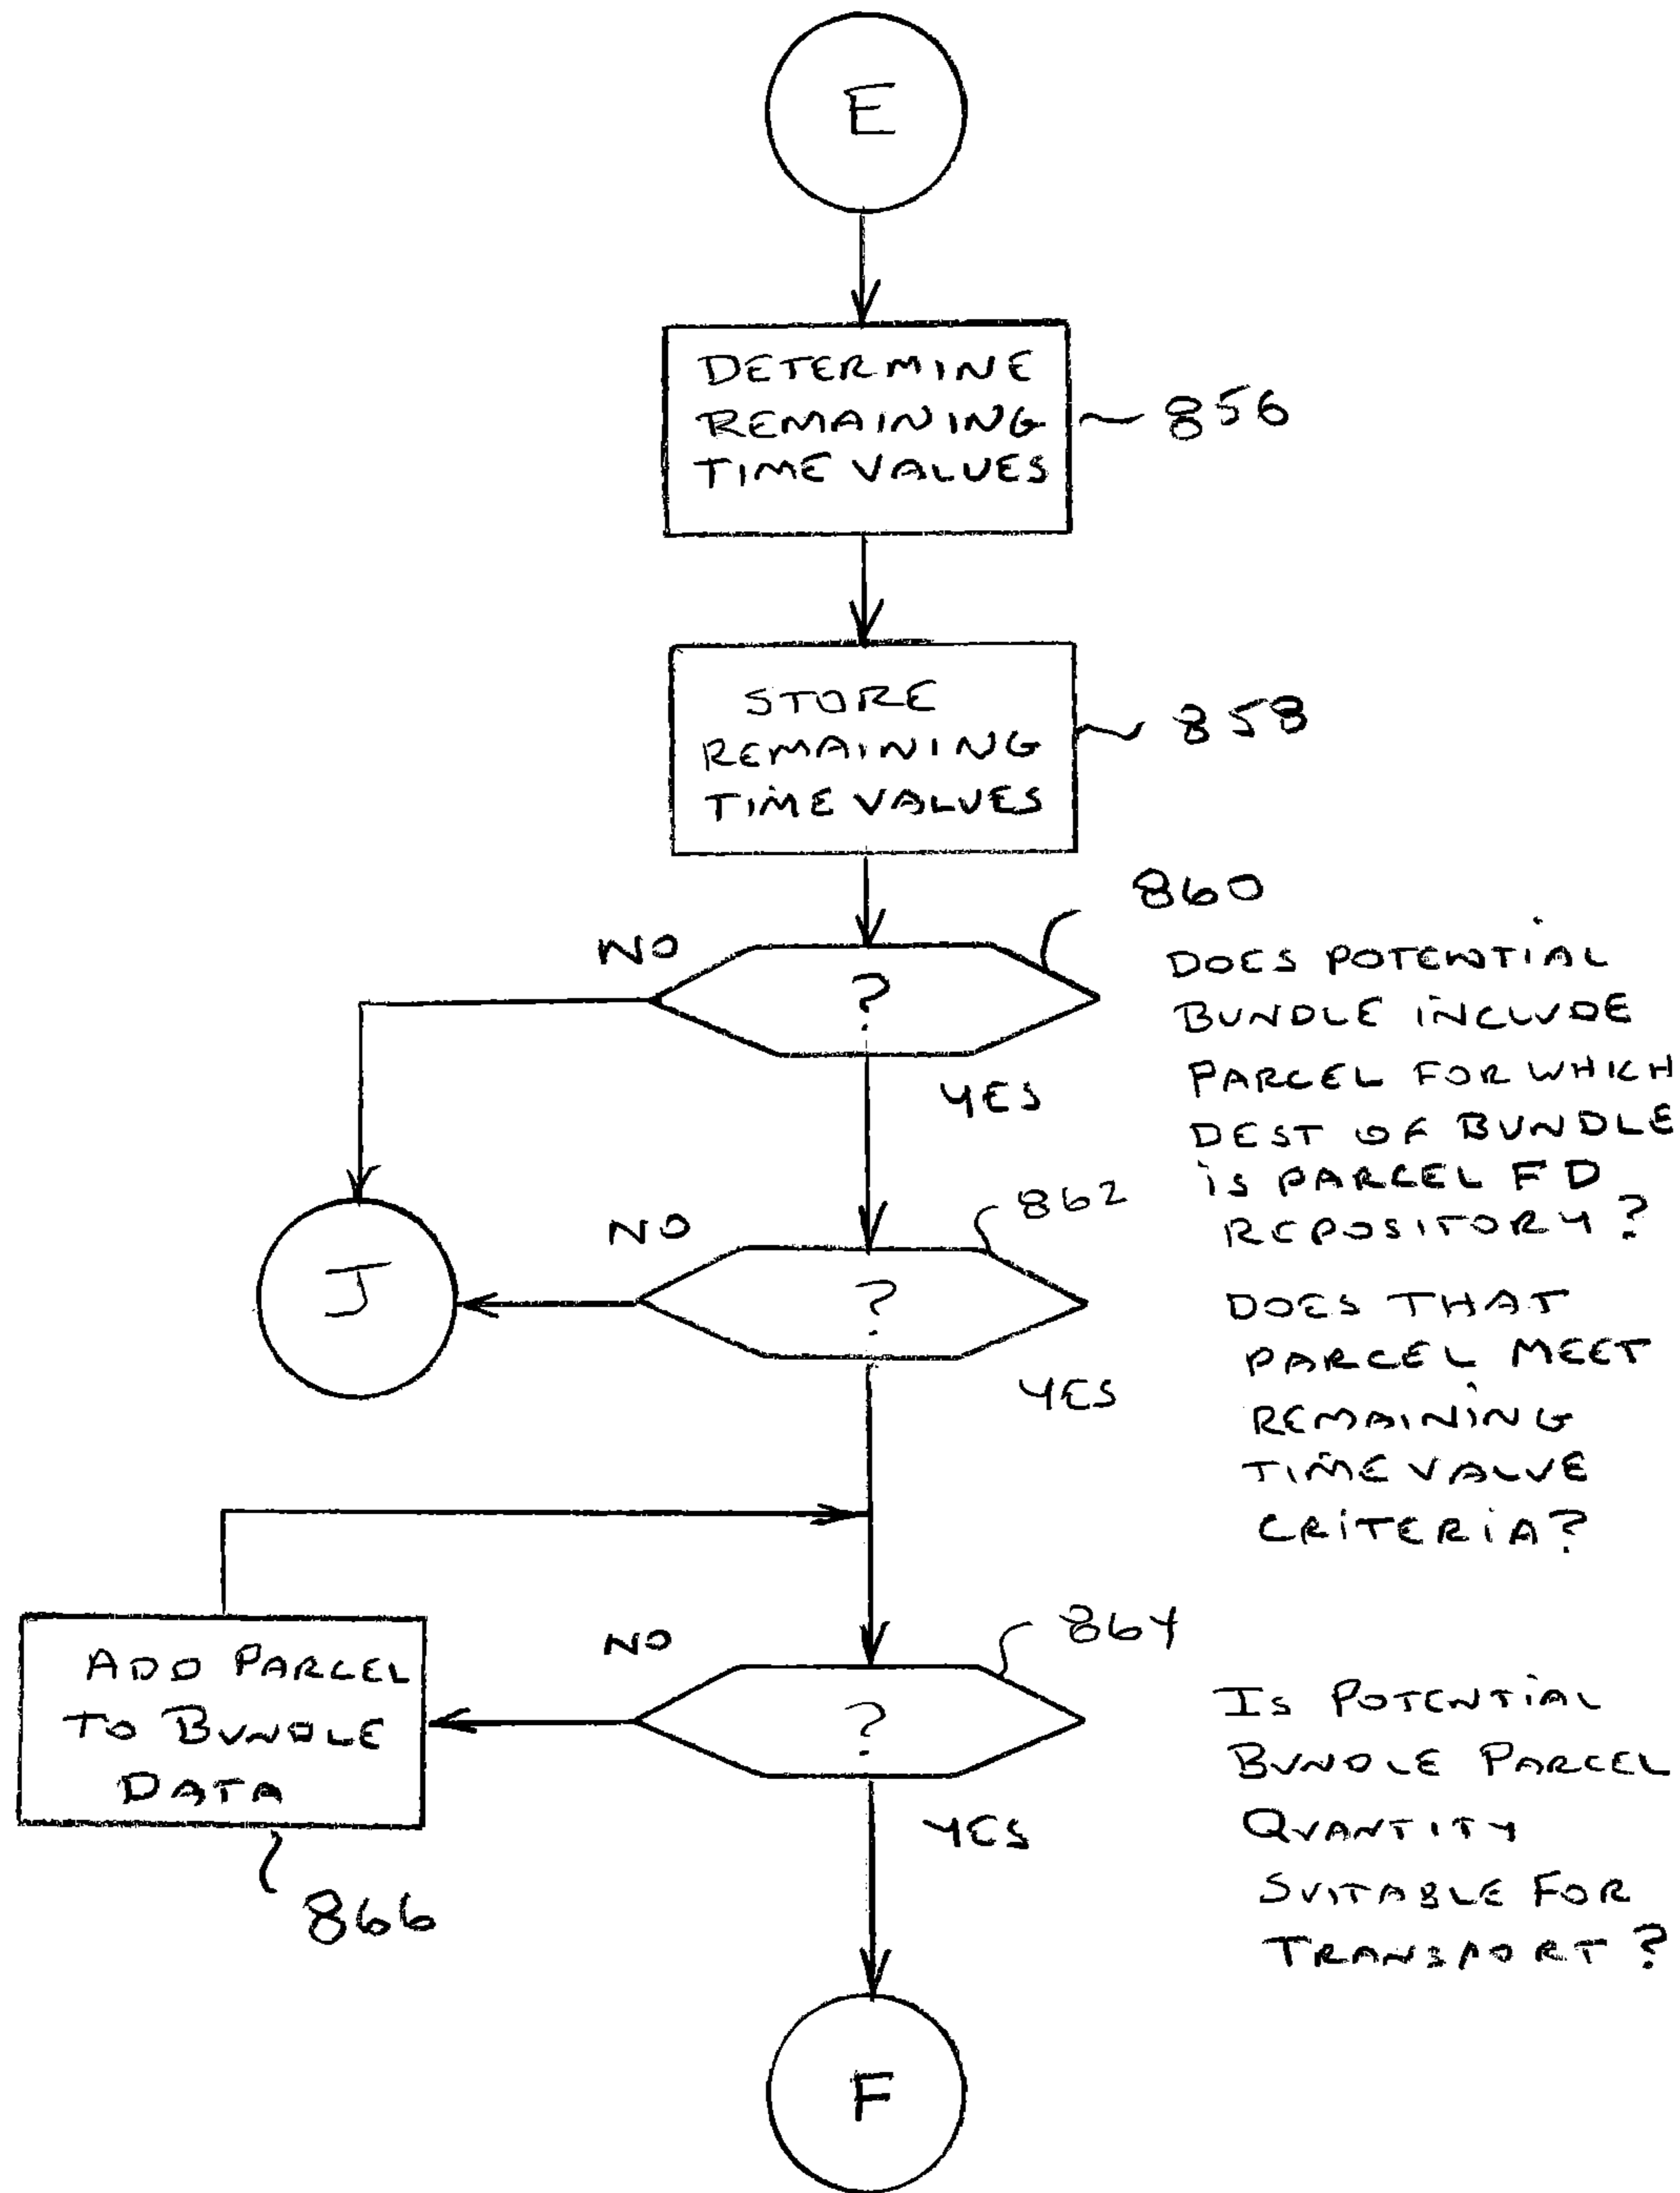 E
DETERMINE
REMAINING
TIME VALUES
856
STORE
REMAINING
TIME VALUES
858
860
NO
?
YES
DOES POTENTIAL
BUNDLE INCLUDE
PARCEL FOR WHICH
DEST OF BUNDLE
IS PARCEL FD
REPOSITORY?
J
NO
862
?
YES
DOES THAT
PARCEL MEET
REMAINING
TIME VALUE
CRITERIA?
ADD PARCEL
TO BUNDLE
DATA
866
NO
864
?
YES
IS POTENTIAL
BUNDLE PARCEL
QUANTITY
SUITABLE FOR
TRANSPORT?
F